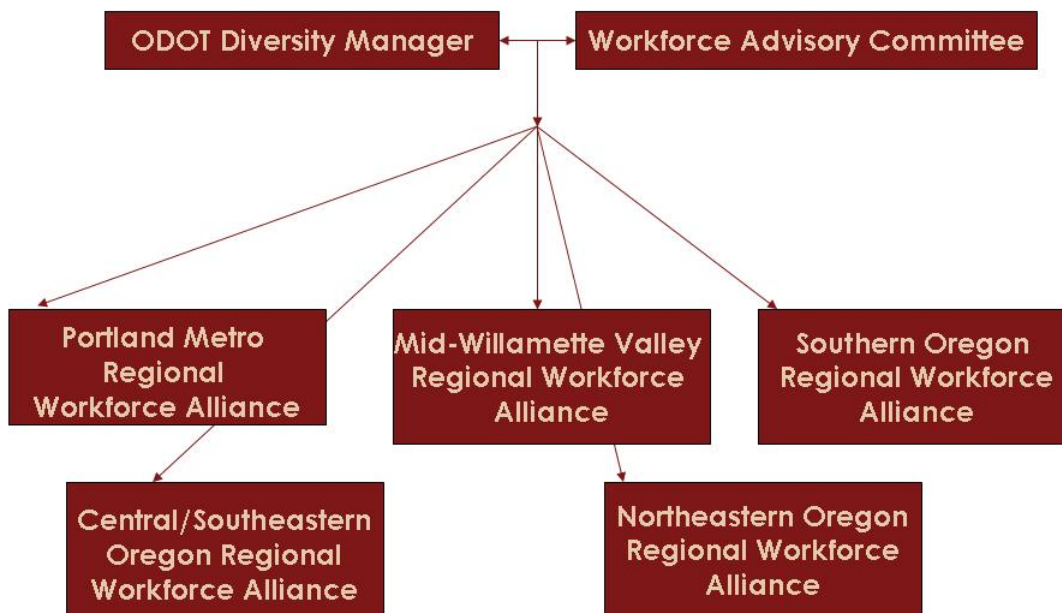 ODOT Diversity Manager
Workforce Advisory Committee
Portland Metro
Regional
Workforce Alliance
Mid-Willamette Valley
Regional Workforce
Alliance
Southern Oregon
Regional Workforce
Alliance
Central/Southeastern
Oregon Regional
Workforce Alliance
Northeastern Oregon
Regional Workforce
Alliance